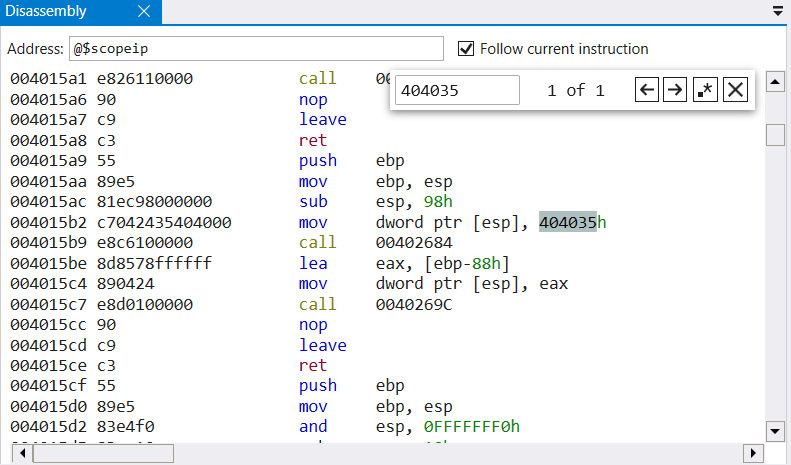 Disassembly
Address: @$scopeip Follow current instruction
404035 1 of 1
004015a1 e826110000 call 00
004015a6 90 nop
004015a7 c9 leave
004015a8 c3 ret
004015a9 55 push ebp
004015aa 89e5 mov ebp, esp
004015ac 81ec98000000 sub esp, 98h
004015b2 c7042435404000 mov dword ptr [esp], 404035h
004015b9 e8c6100000 call 00402684
004015be 8d8578ffffff lea eax, [ebp-88h]
004015c4 890424 mov dword ptr [esp], eax
004015c7 e8d0100000 call 0040269C
004015cc 90 nop
004015cd c9 leave
004015ce c3 ret
004015cf 55 push ebp
004015d0 89e5 mov ebp, esp
004015d2 83e4f0 and esp, 0FFFFFFF0h